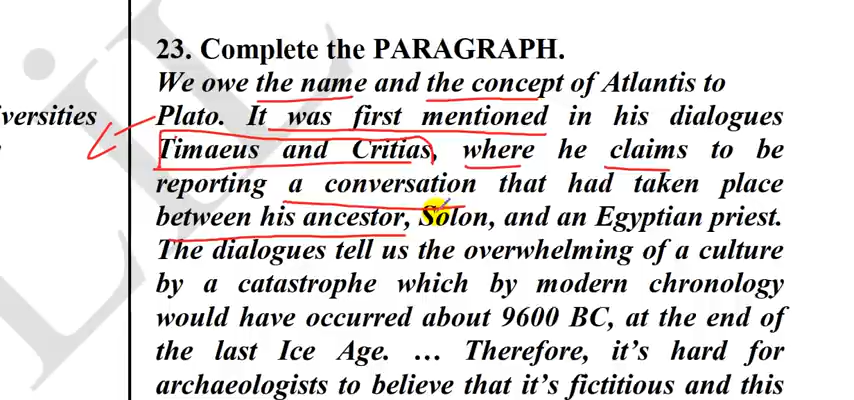 23. Complete the PARAGRAPH.
We owe the name and the concept of Atlantis to
Plato. It was first mentioned in his dialogues
Timaeus and Critias, where he claims to be
reporting a conversation that had taken place
between his ancestor, Solon, and an Egyptian priest.
The dialogues tell us the overwhelming of a culture
by a catastrophe which by modern chronology
would have occurred about 9600 BC, at the end of
the last Ice Age. … Therefore, it’s hard for
archaeologists to believe that it’s fictitious and this